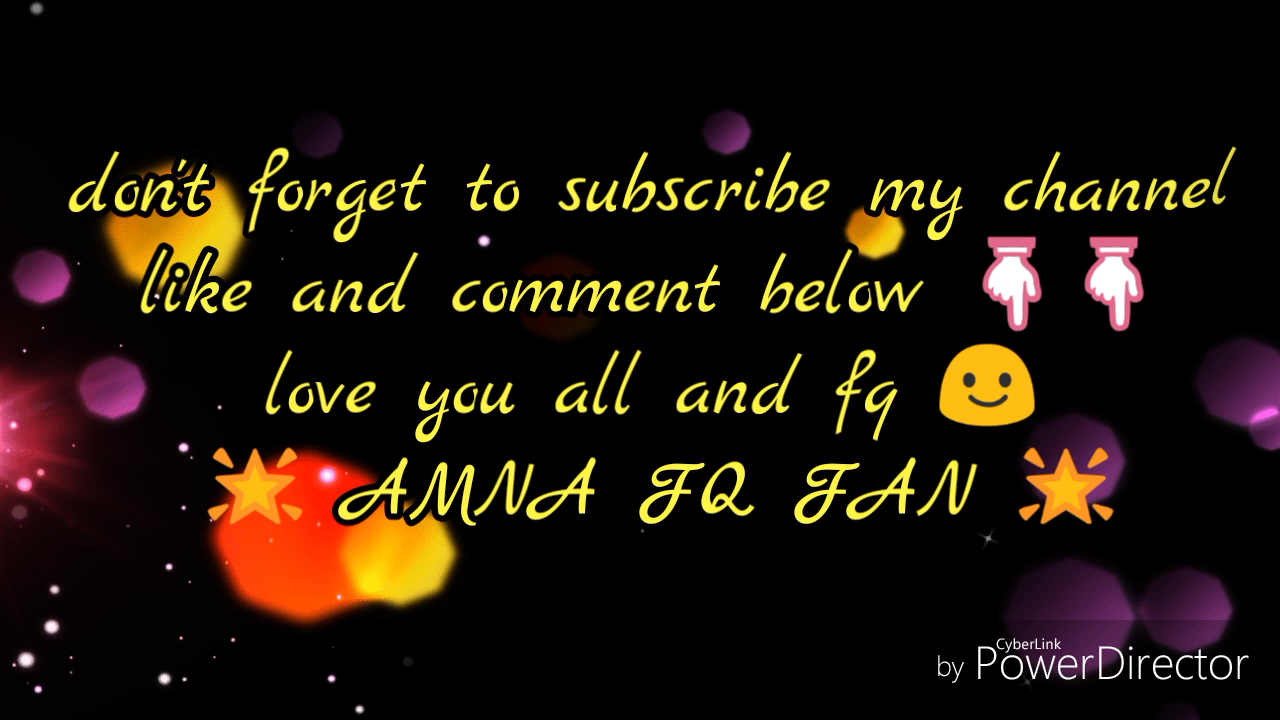 don't forget to subscribe my channel
like and comment below 👇 👇
love you all and fq 🙂
🌟 AMNA FQ FAN 🌟
by CyberLink PowerDirector